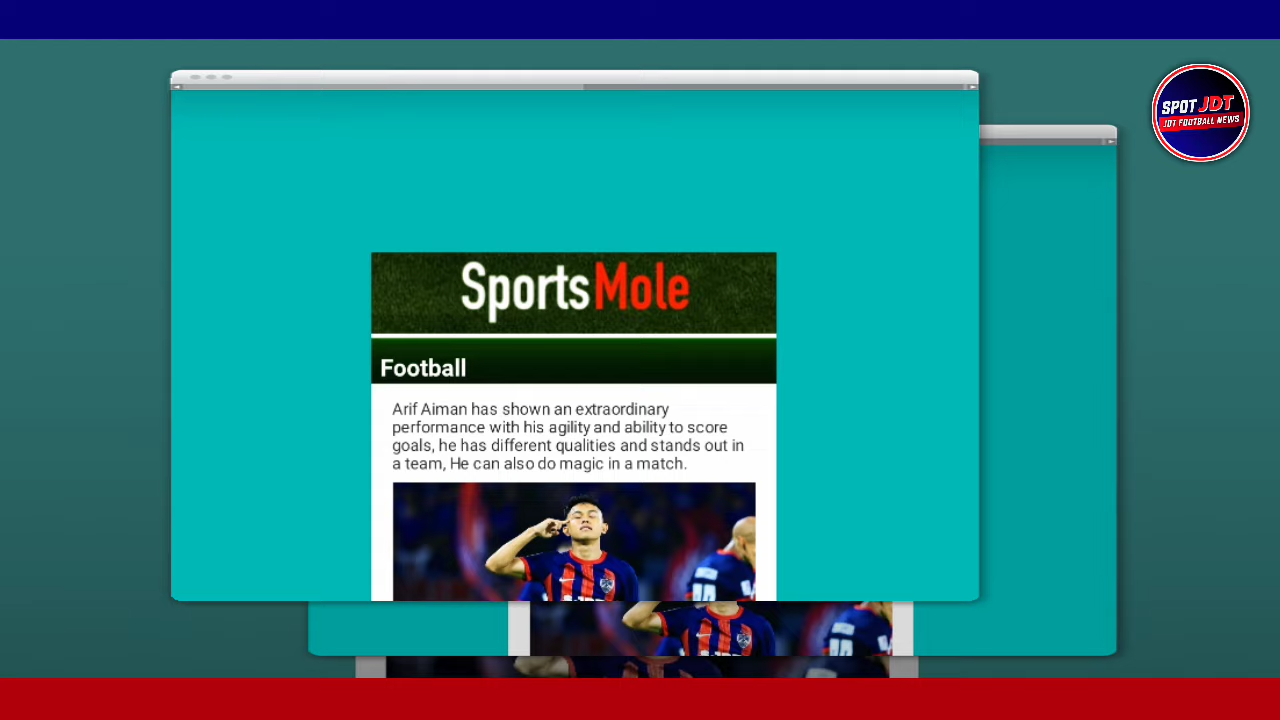 SPOT JDT
JDT FOOTBALL NEWS
SportsMole
Football
Arif Aiman has shown an extraordinary
performance with his agility and ability to score
goals, he has different qualities and stands out in
a team, He can also do magic in a match.